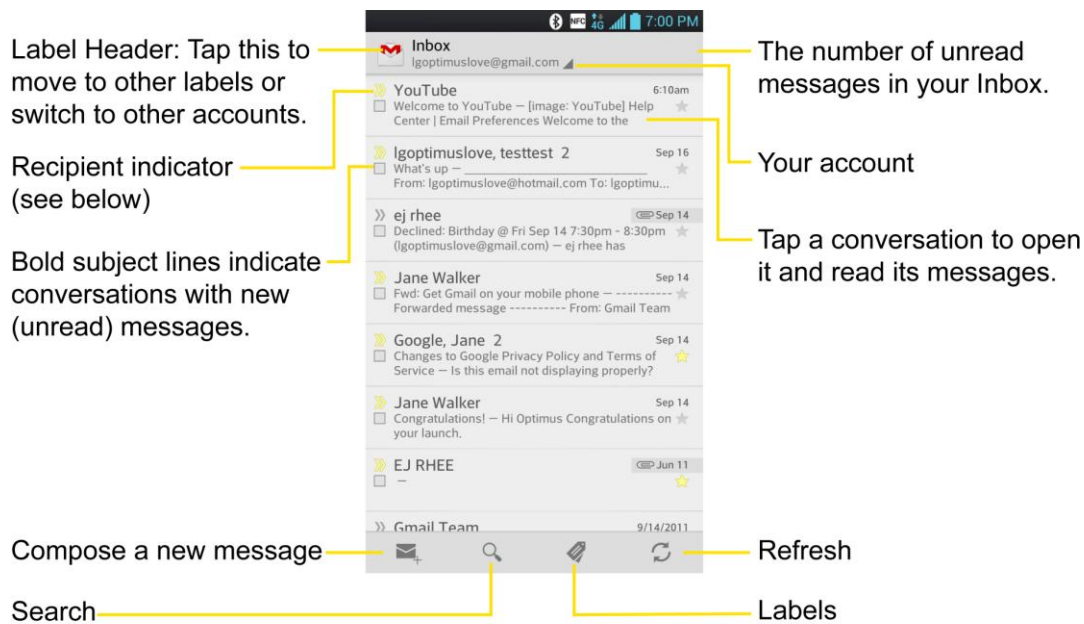 NFC 4G 7:00 PM
Label Header: Tap this to
move to other labels or
switch to other accounts.
Recipient indicator
(see below)
Bold subject lines indicate
conversations with new
(unread) messages.
Compose a new message
Search
Inbox
lgoptimuslove@gmail.com
YouTube 6:10am
Welcome to YouTube – [image: YouTube] Help
Center | Email Preferences Welcome to the
lgoptimuslove, testtest 2 Sep 16
What's up – ____________________
From: lgoptimuslove@hotmail.com To: lgoptimu...
ej rhee Sep 14
Declined: Birthday @ Fri Sep 14 7:30pm - 8:30pm
(lgoptimuslove@gmail.com) – ej rhee has
Jane Walker Sep 14
Fwd: Get Gmail on your mobile phone – ----------
Forwarded message ---------- From: Gmail Team
Google, Jane 2 Sep 14
Changes to Google Privacy Policy and Terms of
Service – Is this email not displaying properly?
Jane Walker Sep 14
Congratulations! – Hi Optimus Congratulations on
your launch.
EJ RHEE Jun 11
–
Gmail Team 9/14/2011
The number of unread
messages in your Inbox.
Your account
Tap a conversation to open
it and read its messages.
Refresh
Labels